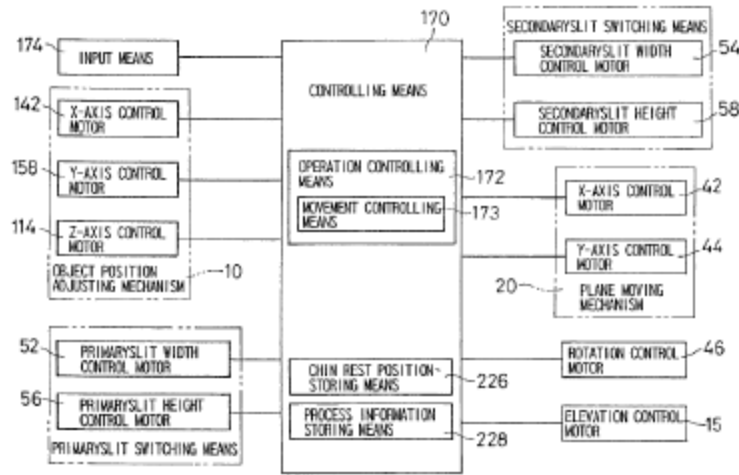 174
INPUT MEANS
142
X-AXIS CONTROL
MOTOR
158
Y-AXIS CONTROL
MOTOR
114
Z-AXIS CONTROL
MOTOR
OBJECT POSITION
ADJUSTING MECHANISM
10
52
PRIMARYSLIT WIDTH
CONTROL MOTOR
56
PRIMARYSLIT HEIGHT
CONTROL MOTOR
PRIMARYSLIT SWITCHING MEANS
170
CONTROLLING MEANS
OPERATION CONTROLLING
MEANS
172
MOVEMENT CONTROLLING
MEANS
173
CHIN REST POSITION-
STORING MEANS
226
PROCESS INFORMATION
STORING MEANS
228
SECONDARYSLIT SWITCHING MEANS
SECONDARYSLIT WIDTH
CONTROL MOTOR
54
SECONDARYSLIT HEIGHT
CONTROL MOTOR
58
X-AXIS CONTROL
MOTOR
42
Y-AXIS CONTROL
MOTOR
44
20
PLANE MOVING
MECHANISM
ROTATION CONTROL
MOTOR
46
ELEVATION CONTROL
MOTOR
15